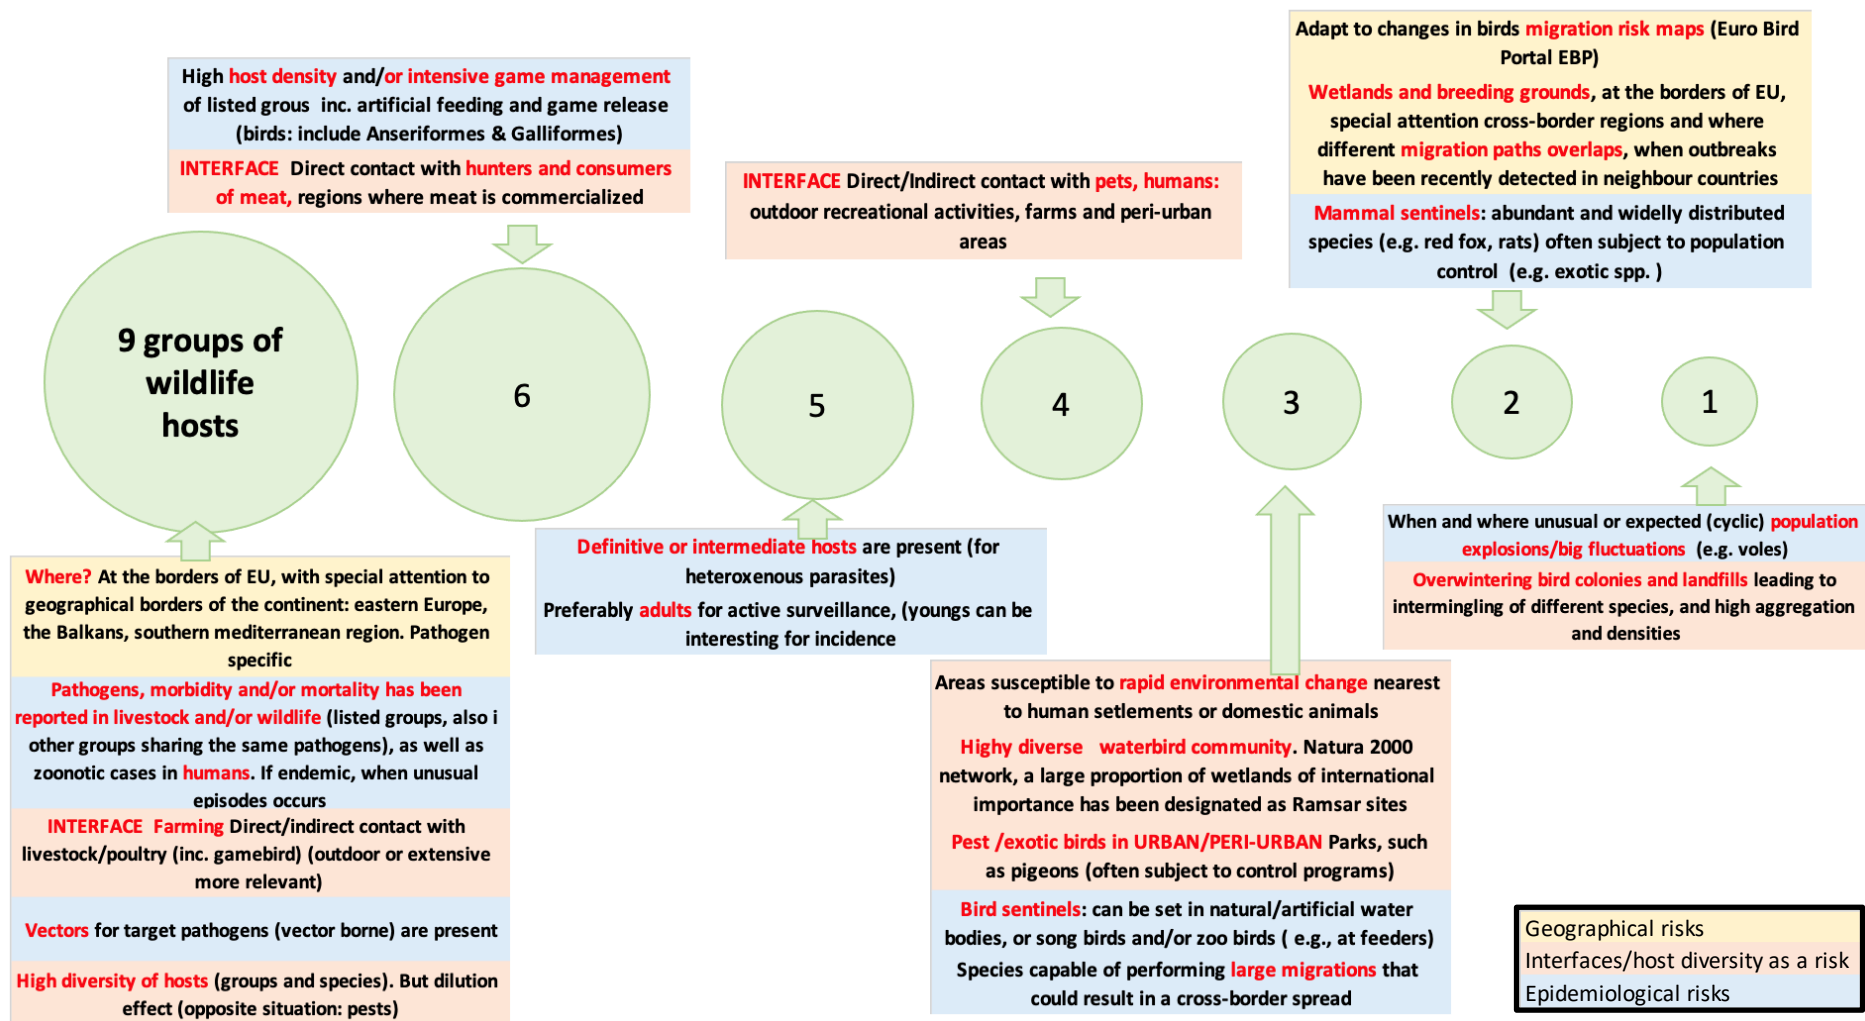 High host density and/or intensive game management
of listed grous inc. artificial feeding and game release
(birds: include Anseriformes & Galliformes)
INTERFACE Direct contact with hunters and consumers
of meat, regions where meat is commercialized
INTERFACE Direct/Indirect contact with pets, humans:
outdoor recreational activities, farms and peri-urban
areas
Adapt to changes in birds migration risk maps (Euro Bird
Portal EBP)
Wetlands and breeding grounds, at the borders of EU,
special attention cross-border regions and where
different migration paths overlaps, when outbreaks
have been recently detected in neighbour countries
Mammal sentinels: abundant and widelly distributed
species (e.g. red fox, rats) often subject to population
control (e.g. exotic spp. )
9 groups of
wildlife
hosts
6
5
4
3
2
1
Where? At the borders of EU, with special attention to
geographical borders of the continent: eastern Europe,
the Balkans, southern mediterranean region. Pathogen
specific
Pathogens, morbidity and/or mortality has been
reported in livestock and/or wildlife (listed groups, also i
other groups sharing the same pathogens), as well as
zoonotic cases in humans. If endemic, when unusual
episodes occurs
INTERFACE Farming Direct/indirect contact with
livestock/poultry (inc. gamebird) (outdoor or extensive
more relevant)
Vectors for target pathogens (vector borne) are present
High diversity of hosts (groups and species). But dilution
effect (opposite situation: pests)
Definitive or intermediate hosts are present (for
heteroxenous parasites)
Preferably adults for active surveillance, (youngs can be
interesting for incidence
Areas susceptible to rapid environmental change nearest
to human setlements or domestic animals
Highy diverse waterbird community. Natura 2000
network, a large proportion of wetlands of international
importance has been designated as Ramsar sites
Pest /exotic birds in URBAN/PERI-URBAN Parks, such
as pigeons (often subject to control programs)
Bird sentinels: can be set in natural/artificial water
bodies, or song birds and/or zoo birds ( e.g., at feeders)
Species capable of performing large migrations that
could result in a cross-border spread
When and where unusual or expected (cyclic) population
explosions/big fluctuations (e.g. voles)
Overwintering bird colonies and landfills leading to
intermingling of different species, and high aggregation
and densities
Geographical risks
Interfaces/host diversity as a risk
Epidemiological risks